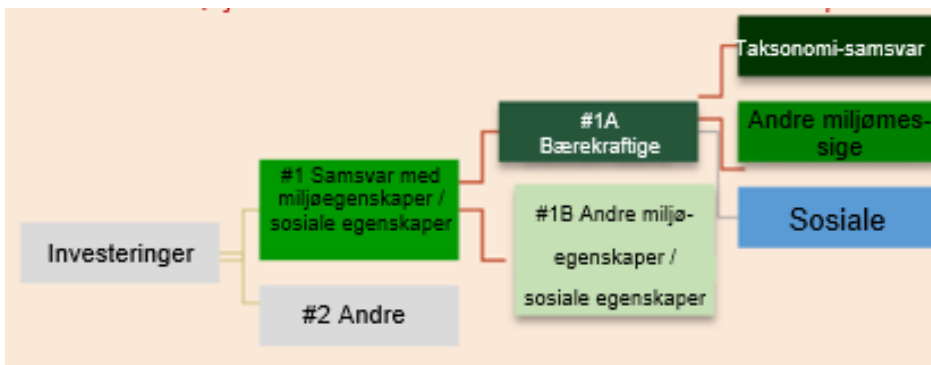 Investeringer
#1 Samsvar med
miljøegenskaper /
sosiale egenskaper
#2 Andre
#1A
Bærekraftige
#1B Andre miljø-
egenskaper /
sosiale egenskaper
Taksonomi-samsvar
Andre miljømes-
sige
Sosiale